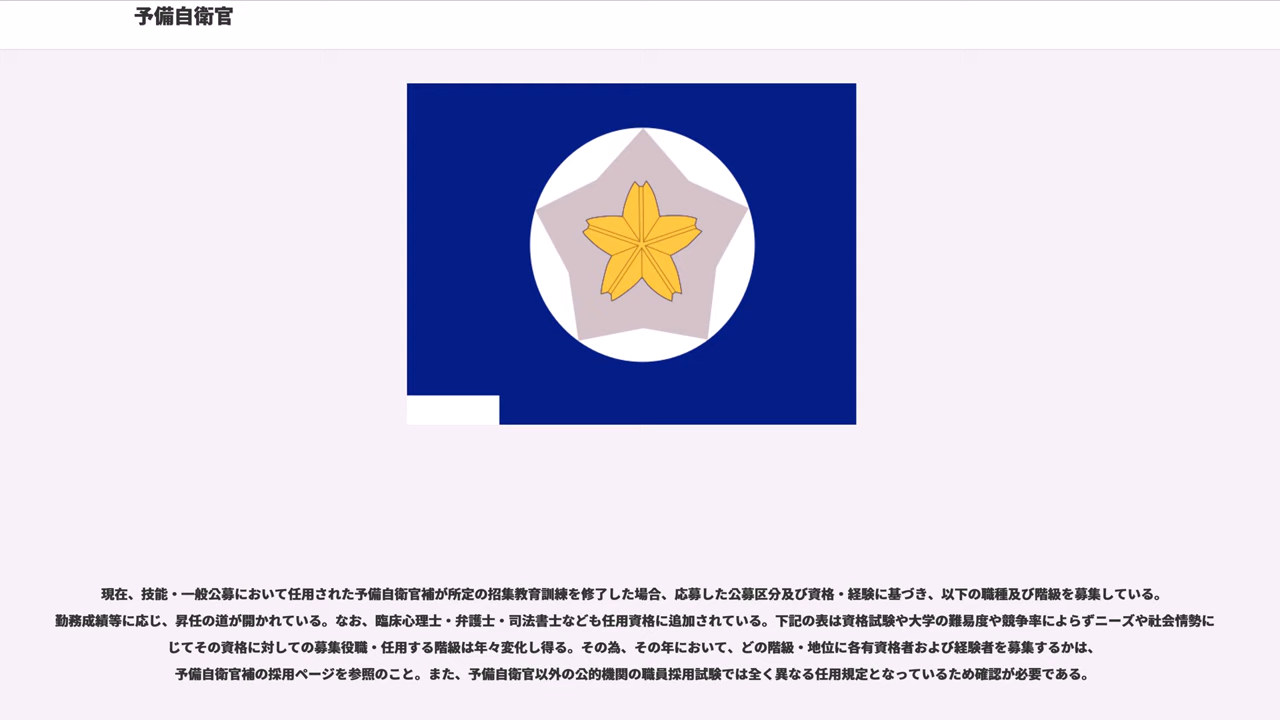 予備自衛官
現在、技能・一般公募において任用された予備自衛官補が所定の招集教育訓練を修了した場合、応募した公募区分及び資格・経験に基づき、以下の職種及び階級を募集している。
勤務成績等に応じ、昇任の道が開かれている。なお、臨床心理士・弁護士・司法書士なども任用資格に追加されている。下記の表は資格試験や大学の難易度や競争率によらずニーズや社会情勢に
じてその資格に対しての募集役職・任用する階級は年々変化し得る。その為、その年において、どの階級・地位に各有資格者および経験者を募集するかは、
予備自衛官補の採用ページを参照のこと。また、予備自衛官以外の公的機関の職員採用試験では全く異なる任用規定となっているため確認が必要である。